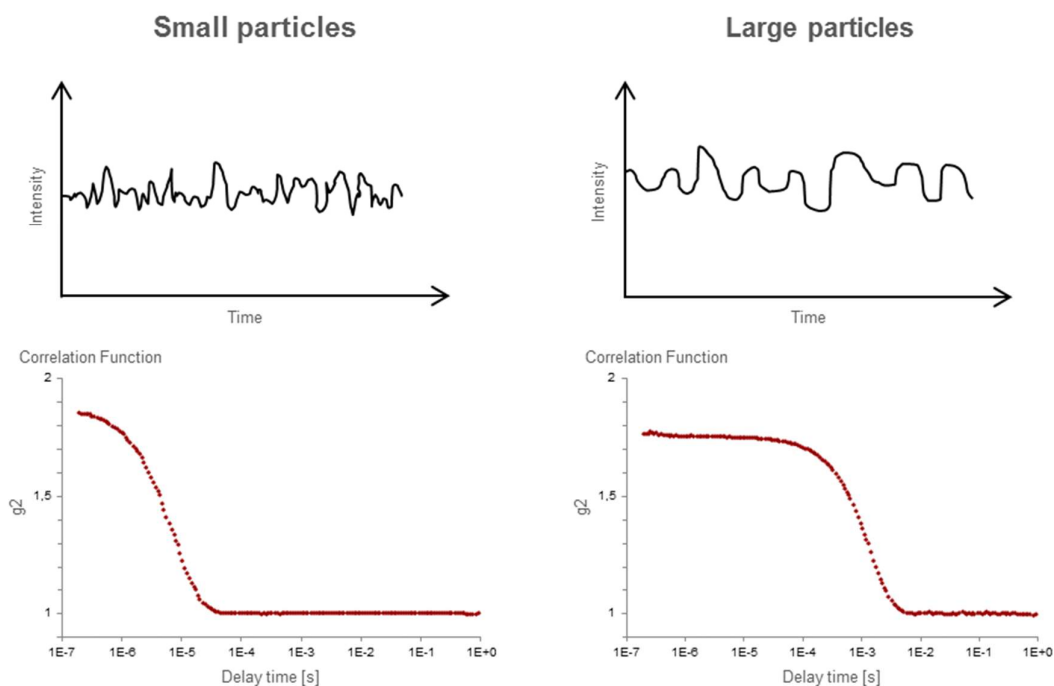 Small particles
Large particles
Intensity
Time
Intensity
Time
Correlation Function
2
1,5
1
g2
1E-7 1E-6 1E-5 1E-4 1E-3 1E-2 1E-1 1E+0
Delay time [s]
Correlation Function
2
1,5
1
g2
1E-7 1E-6 1E-5 1E-4 1E-3 1E-2 1E-1 1E+0
Delay time [s]